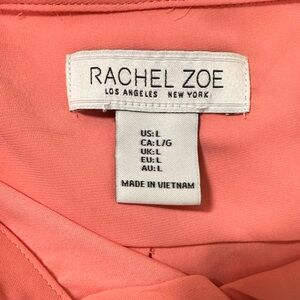 RACHEL ZOE
LOS ANGELES NEW YORK
US: L
CA: L/G
UK: L
EU: L
AU: L
MADE IN VIETNAM